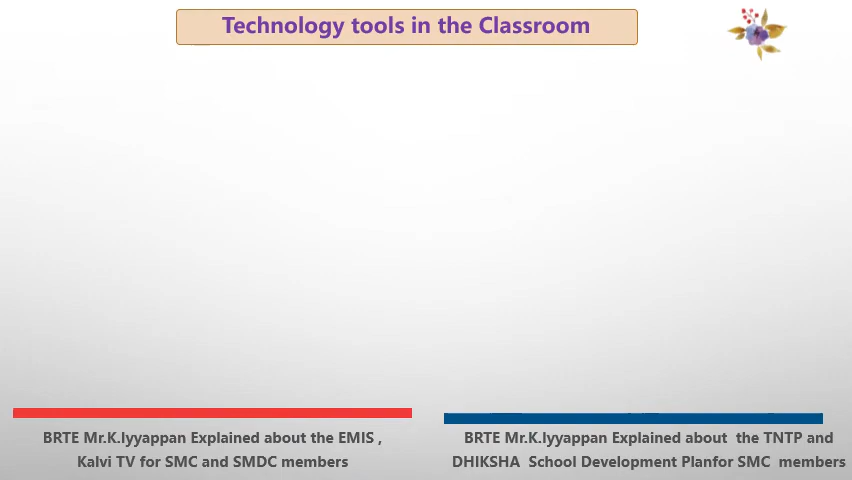 Technology tools in the Classroom
BRTE Mr.K.Iyyappan Explained about the EMIS ,
Kalvi TV for SMC and SMDC members
BRTE Mr.K.Iyyappan Explained about  the TNTP and
DHIKSHA  School Development Planfor SMC  members